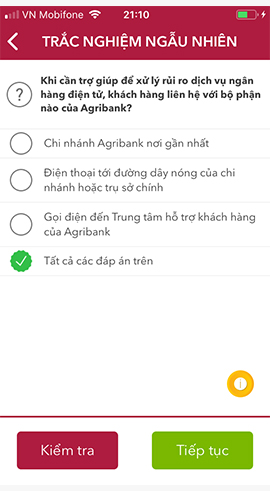 VN Mobifone 21:10
TRẮC NGHIỆM NGẪU NHIÊN
Khi cần trợ giúp để xử lý rủi ro dịch vụ ngân
hàng điện tử, khách hàng liên hệ với bộ phận
nào của Agribank?
Chi nhánh Agribank nơi gần nhất
Điện thoại tới đường dây nóng của chi
nhánh hoặc trụ sở chính
Gọi điện đến Trung tâm hỗ trợ khách hàng
của Agribank
Tất cả các đáp án trên
Kiểm tra
Tiếp tục